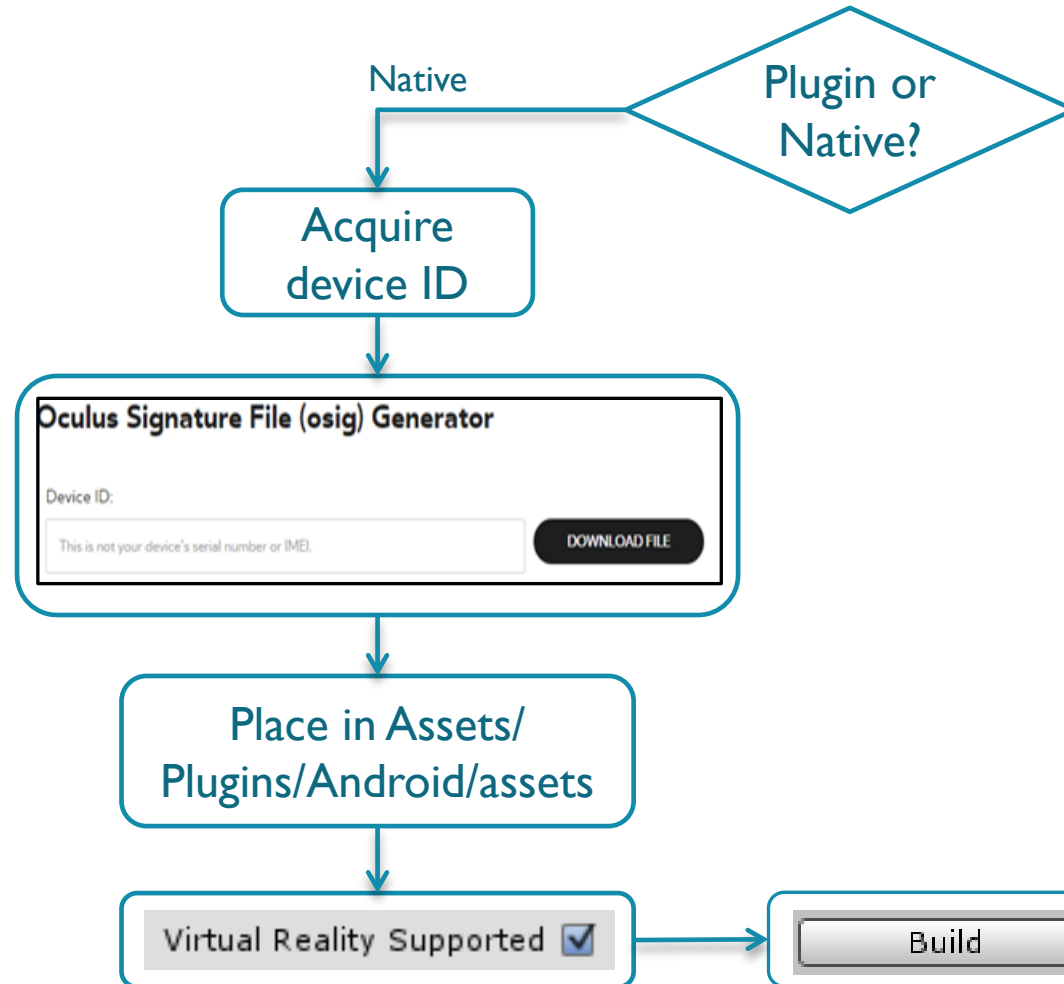 Native
Plugin or
Native?
Acquire
device ID
Oculus Signature File (osig) Generator
Device ID:
This is not your device's serial number or IMEI.
DOWNLOAD FILE
Place in Assets/
Plugins/Android/assets
Virtual Reality Supported
Build